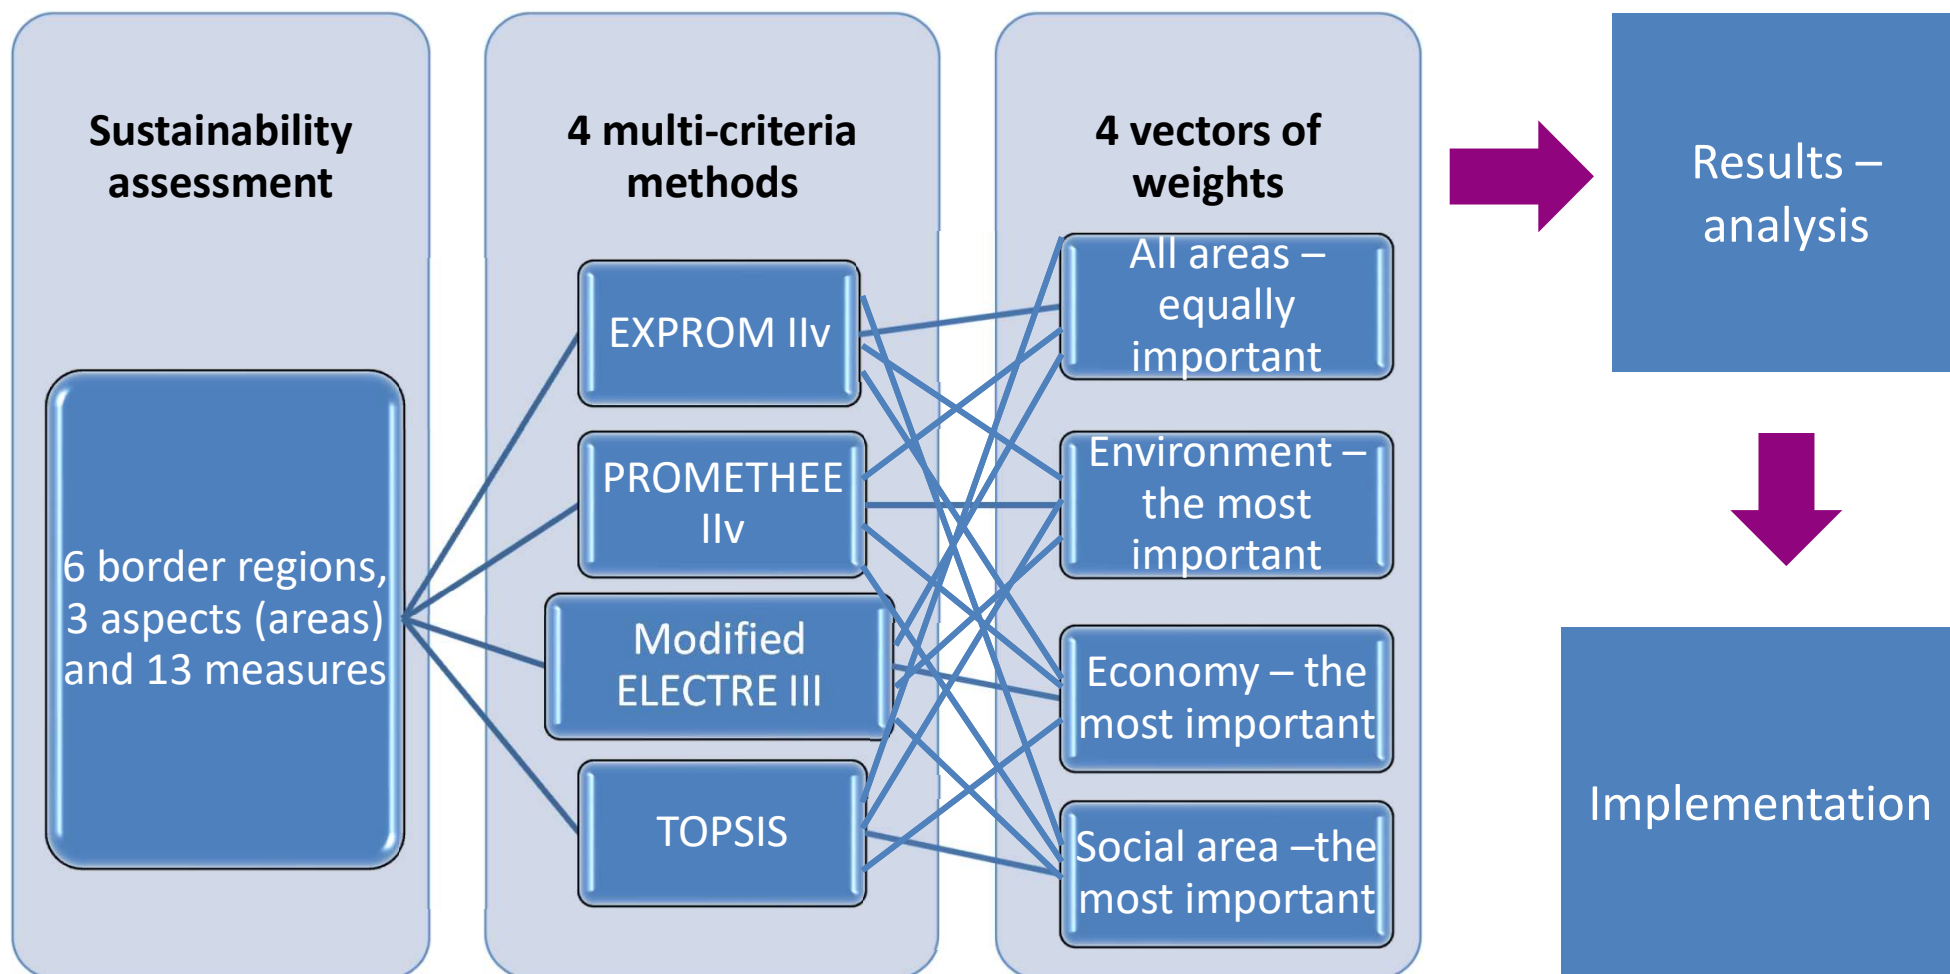 Sustainability
assessment
6 border regions,
3 aspects (areas)
and 13 measures
4 multi-criteria
methods
EXPROM IIv
PROMETHEE
IIv
Modified
ELECTRE III
TOPSIS
4 vectors of
weights
All areas –
equally
important
Environment –
the most
important
Economy – the
most important
Social area –the
most important
Results –
analysis
Implementation